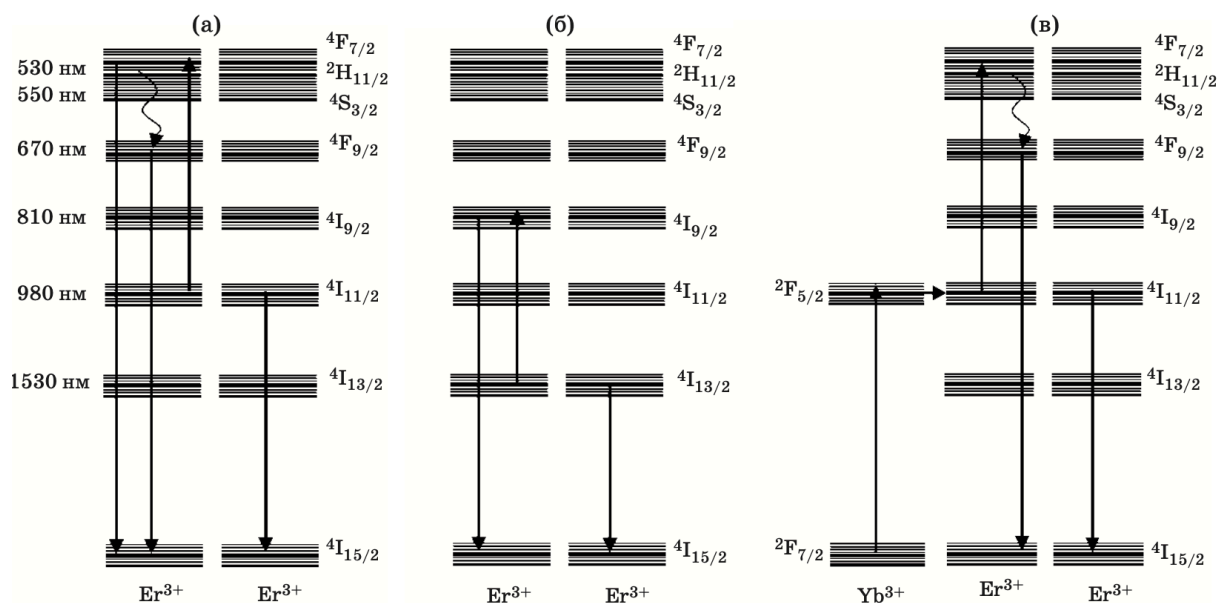 (а)
530 нм
550 нм
670 нм
810 нм
980 нм
1530 нм
⁴F₇/₂
²H₁₁/₂
⁴S₃/₂
⁴F₉/₂
⁴I₉/₂
⁴I₁₁/₂
⁴I₁₃/₂
⁴I₁₅/₂
Er³⁺ Er³⁺
(б)
⁴F₇/₂
²H₁₁/₂
⁴S₃/₂
⁴F₉/₂
⁴I₉/₂
⁴I₁₁/₂
⁴I₁₃/₂
⁴I₁₅/₂
Er³⁺ Er³⁺
(в)
²F₅/₂
²F₇/₂
⁴F₇/₂
²H₁₁/₂
⁴S₃/₂
⁴F₉/₂
⁴I₉/₂
⁴I₁₁/₂
⁴I₁₃/₂
⁴I₁₅/₂
Yb³⁺ Er³⁺ Er³⁺